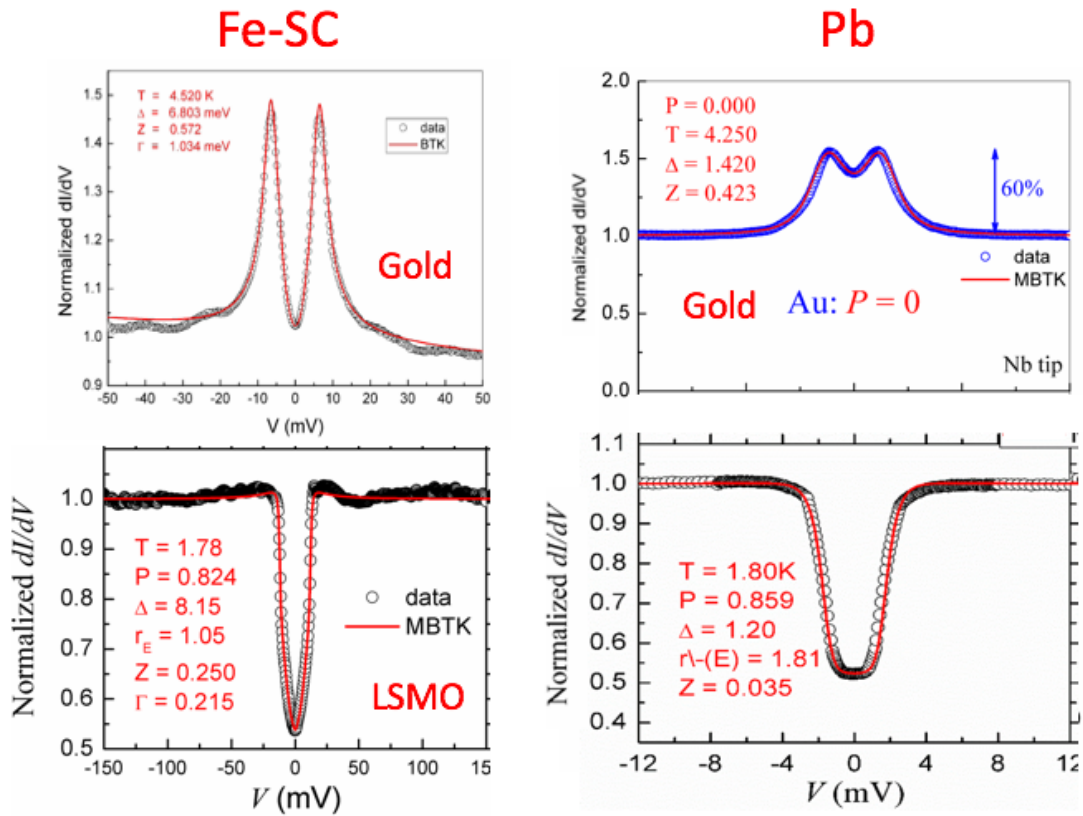 Fe-SC
Pb
1.5
1.4
1.3
1.2
1.1
1.0
0.9
Normalized dI/dV
T = 4.520 K
Δ = 6.803 meV
Z = 0.572
Γ = 1.034 meV
data
BTK
Gold
-50 -40 -30 -20 -10 0 10 20 30 40 50
V (mV)
2.0
1.5
1.0
0.5
0.0
Normalized dI/dV
P = 0.000
T = 4.250
Δ = 1.420
Z = 0.423
60%
data
MBTK
Gold Au: P = 0
Nb tip
1.0
0.9
0.8
0.7
0.6
0.5
Normalized dI/dV
T = 1.78
P = 0.824
Δ = 8.15
rE = 1.05
Z = 0.250
Γ = 0.215
data
MBTK
LSMO
-150 -100 -50 0 50 100 15
V (mV)
1.1
1.0
0.9
0.8
0.7
0.6
0.5
0.4
Normalized dI/dV
T = 1.80K
P = 0.859
Δ = 1.20
r\-(E) = 1.81
Z = 0.035
data
MBTK
-12 -8 -4 0 4 8 12
V (mV)